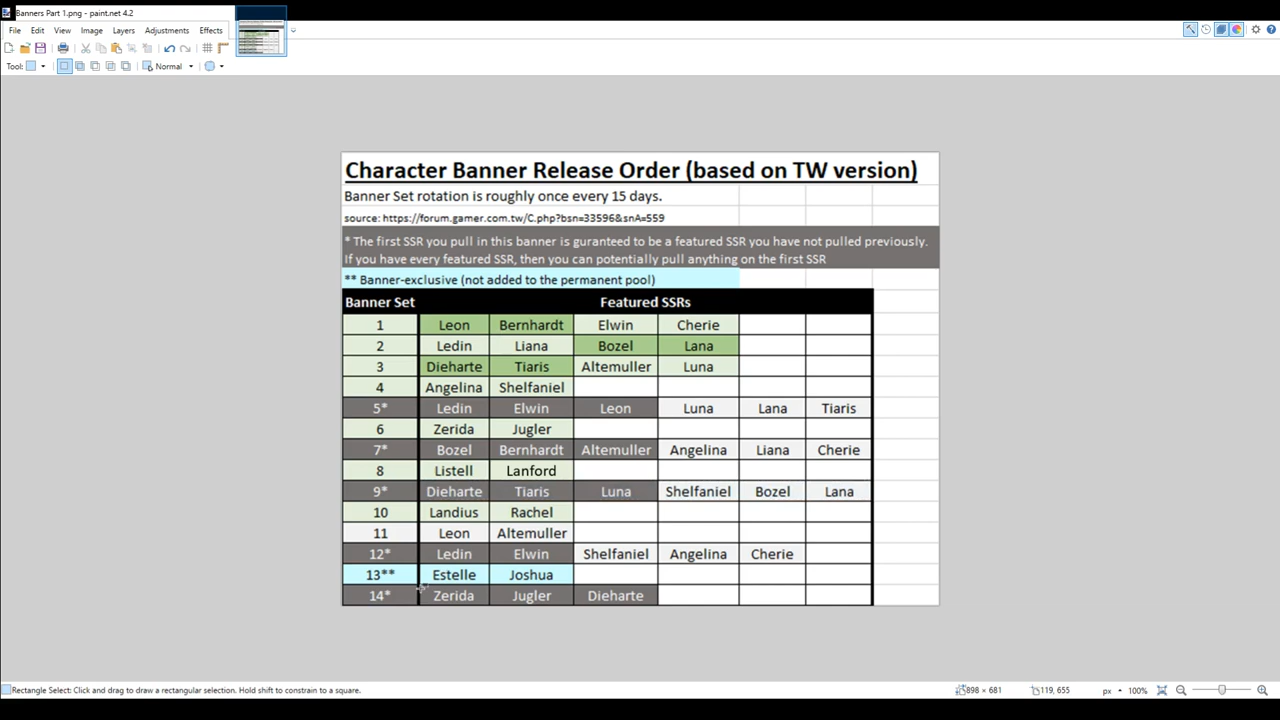 Banners Part 1.png - paint.net 4.2
File Edit View Image Layers Adjustments Effects
Tool: Normal
Character Banner Release Order (based on TW version)
Banner Set rotation is roughly once every 15 days.
source: https://forum.gamer.com.tw/C.php?bsn=33596&snA=559
* The first SSR you pull in this banner is guranteed to be a featured SSR you have not pulled previously.
If you have every featured SSR, then you can potentially pull anything on the first SSR
** Banner-exclusive (not added to the permanent pool)
Banner Set Featured SSRs
1 Leon Bernhardt Elwin Cherie
2 Ledin Liana Bozel Lana
3 Dieharte Tiaris Altemuller Luna
4 Angelina Shelfaniel
5* Ledin Elwin Leon Luna Lana Tiaris
6 Zerida Jugler
7* Bozel Bernhardt Altemuller Angelina Liana Cherie
8 Listell Lanford
9* Dieharte Tiaris Luna Shelfaniel Bozel Lana
10 Landius Rachel
11 Leon Altemuller
12* Ledin Elwin Shelfaniel Angelina Cherie
13** Estelle Joshua
14* Zerida Jugler Dieharte
Rectangle Select: Click and drag to draw a rectangular selection. Hold shift to constrain to a square. 898 × 681 119, 655 px 100%